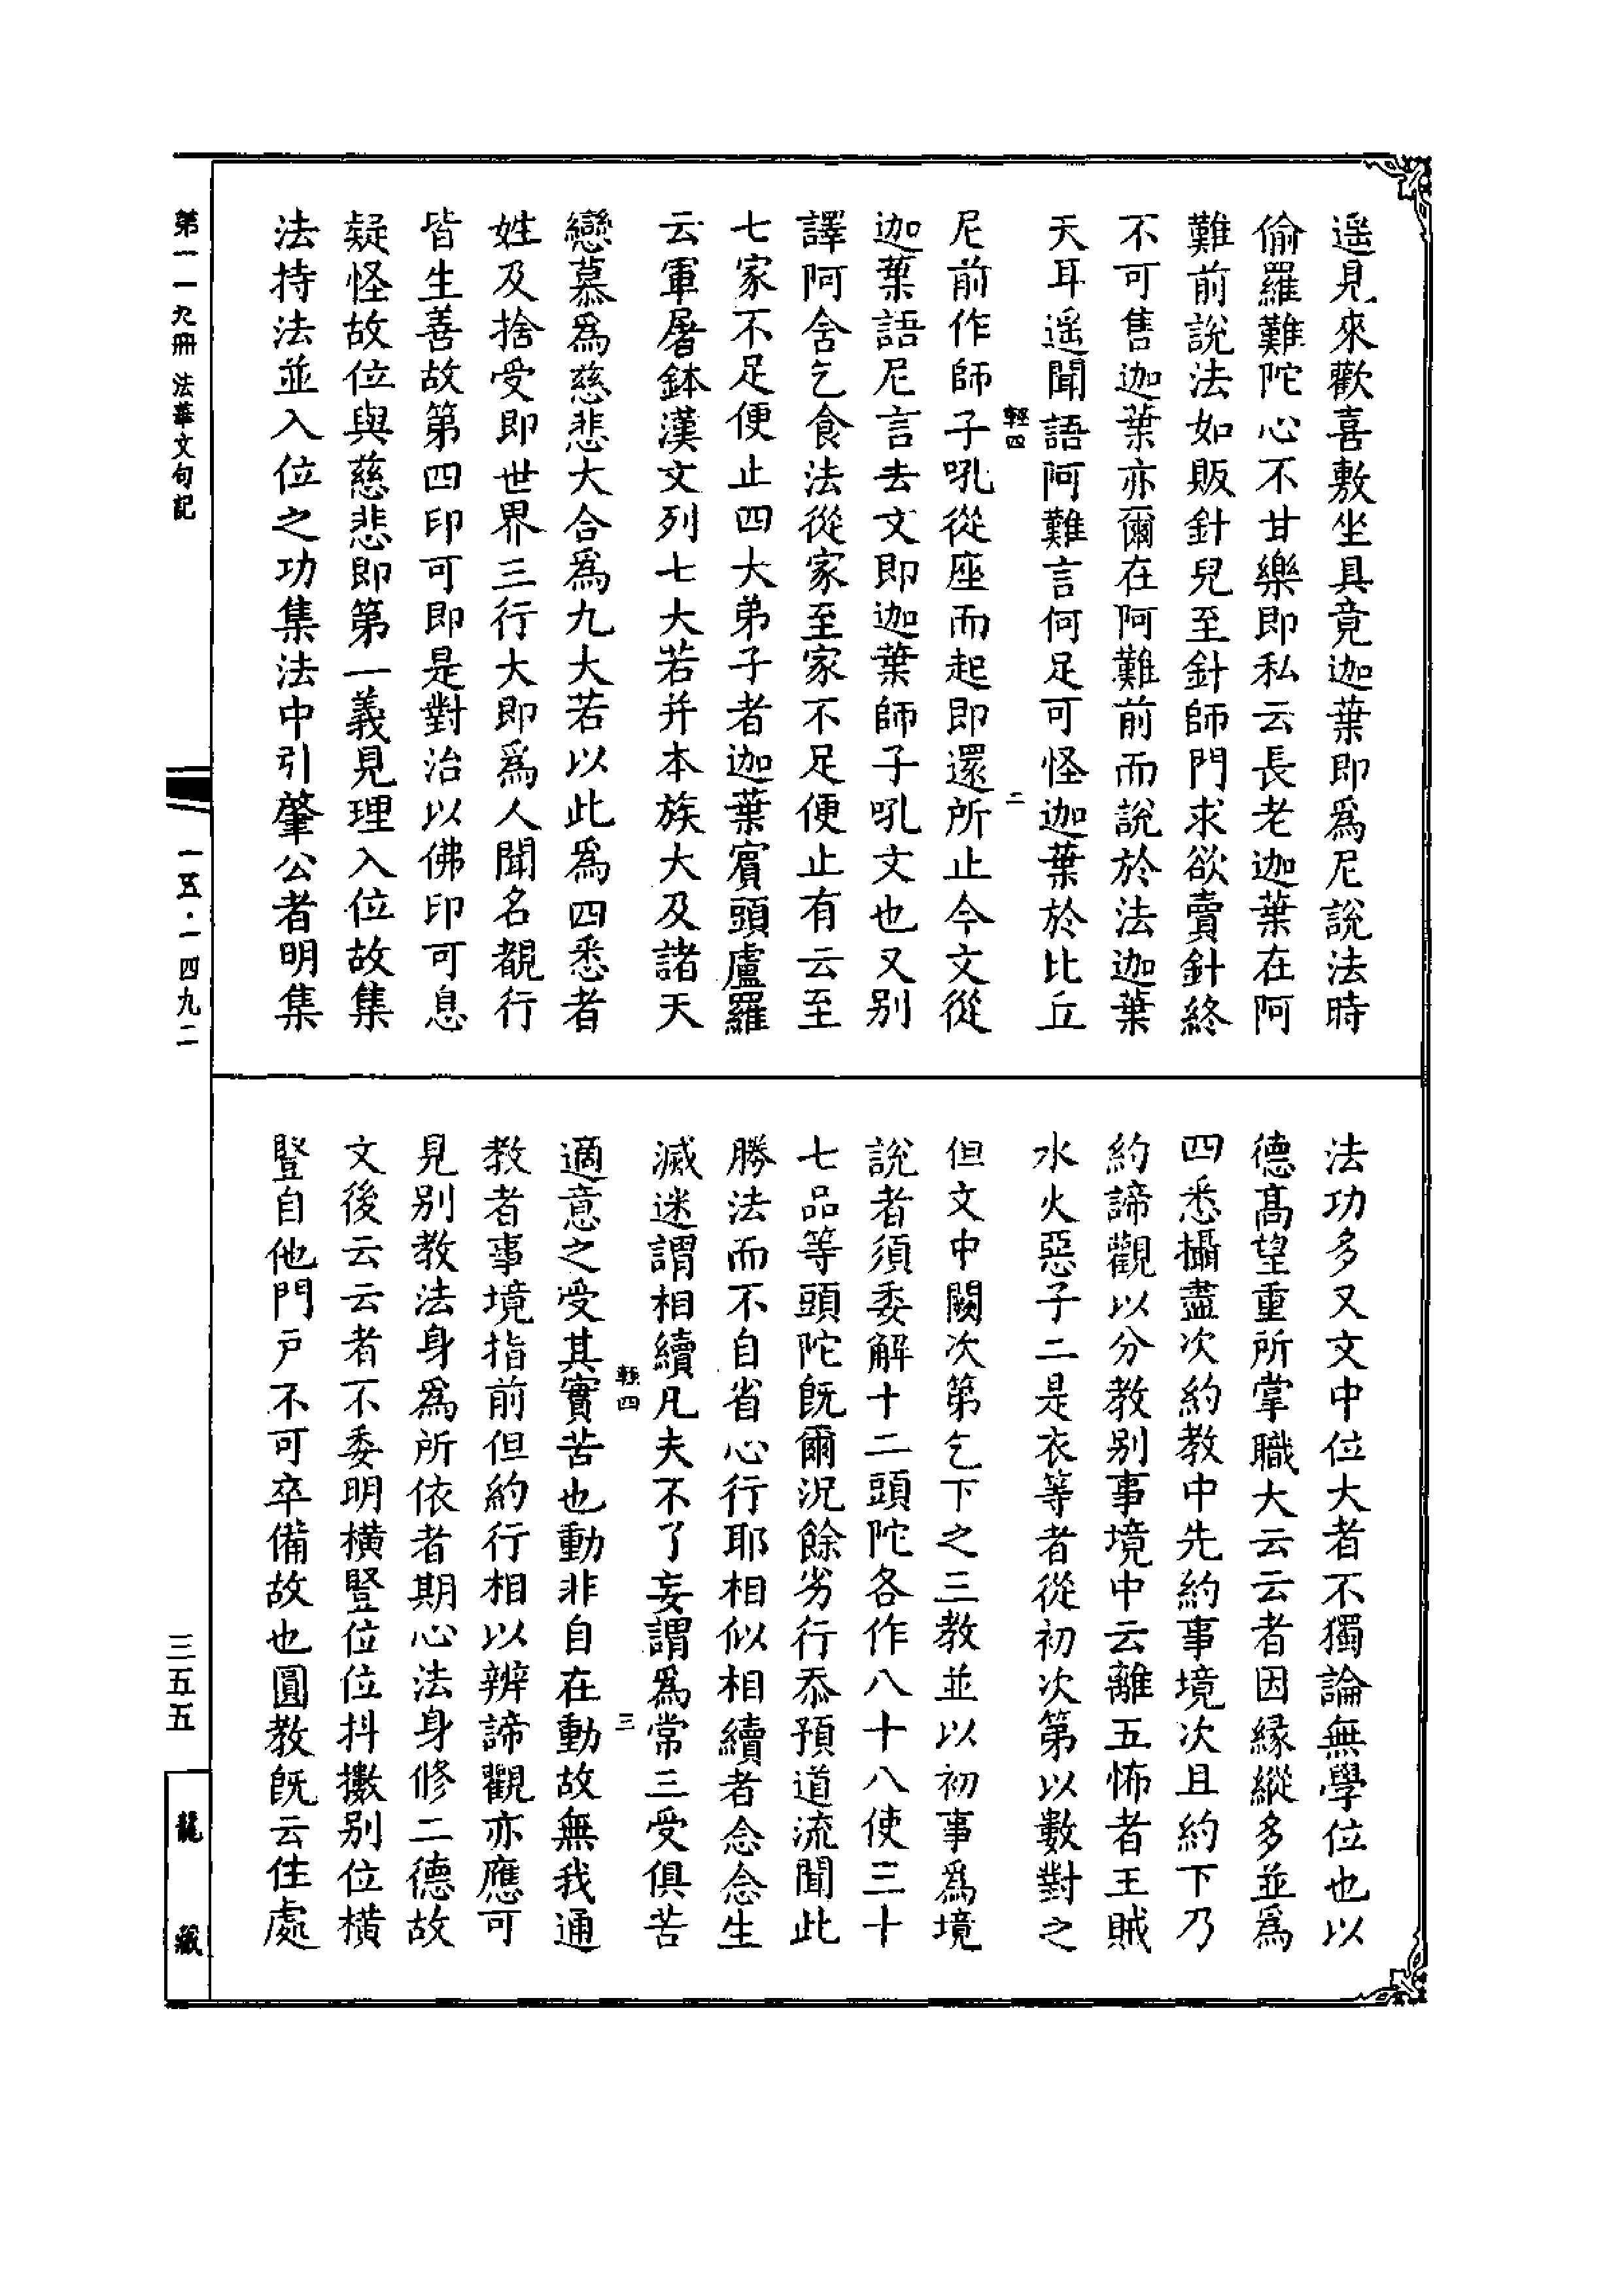 遥見來歡喜敷坐具竟迦葉即爲尼說法時
偷羅難陀心不甘樂即私云長老迦葉在阿
難前說法如販針兒至針師門求欲賣針終
不可售迦葉亦爾在阿難前而說於法迦葉
天耳遥聞語阿難言何足可怪迦葉於比丘
輕四
二
尼前作師子吼從座而起即還所止今文從
迦葉語尼言去文即迦葉師子吼文也又别
譯阿含乞食法從家至家不足便止有云至
七家不足便止四大弟子者迦葉賓頭盧羅
云軍屠鉢漢文列七大若并本族大及諸天
戀慕爲慈悲大合爲九大若以此爲四悉者
姓及捨受即世界三行大即爲人聞名覩行
皆生善故第四印可即是對治以佛印可息
疑怪故位與慈悲即第一義見理入位故集
法持法並入位之功集法中引肇公者明集
法功多又文中位大者不獨論無學位也以
德髙望重所掌職大云云者因緣縱多並爲
四悉攝盡次約教中先約事境次且約下乃
約諦觀以分教别事境中云離五怖者王賊
水火惡子二是衣等者從初次第以數對之
但文中闕次第乞下之三教並以初事爲境
說者須委解十二頭陀各作八十八使三十
七品等頭陀旣爾況餘劣行忝預道流聞此
勝法而不自省心行耶相似相續者念念生
滅迷謂相續凡夫不了妄謂爲常三受俱苦
輕四
三
適意之受其實苦也動非自在動故無我通
教者事境指前但約行相以辨諦觀亦應可
見别教法身爲所依者期心法身修二德故
文後云云者不委明横豎位位抖擻别位横
豎自他門戸不可卒備故也圓教旣云住處
第一一九冊 法華文句記
一五·一四九二
三五五
龍藏